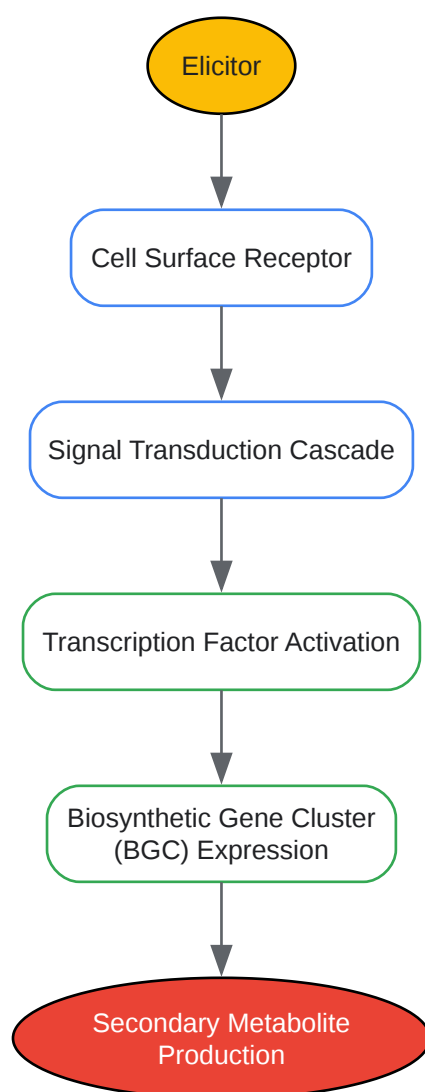 Elicitor
Cell Surface Receptor
Signal Transduction Cascade
Transcription Factor Activation
Biosynthetic Gene Cluster
(BGC) Expression
Secondary Metabolite
Production